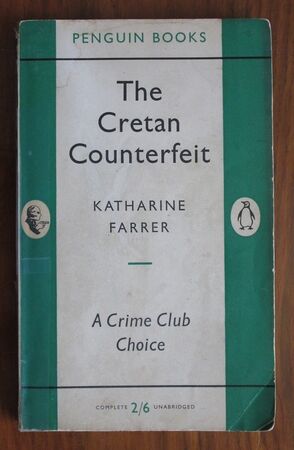 PENGUIN BOOKS
The
Cretan
Counterfeit
KATHARINE
FARRER
A Crime Club
Choice
COMPLETE 2/6 UNABRIDGED